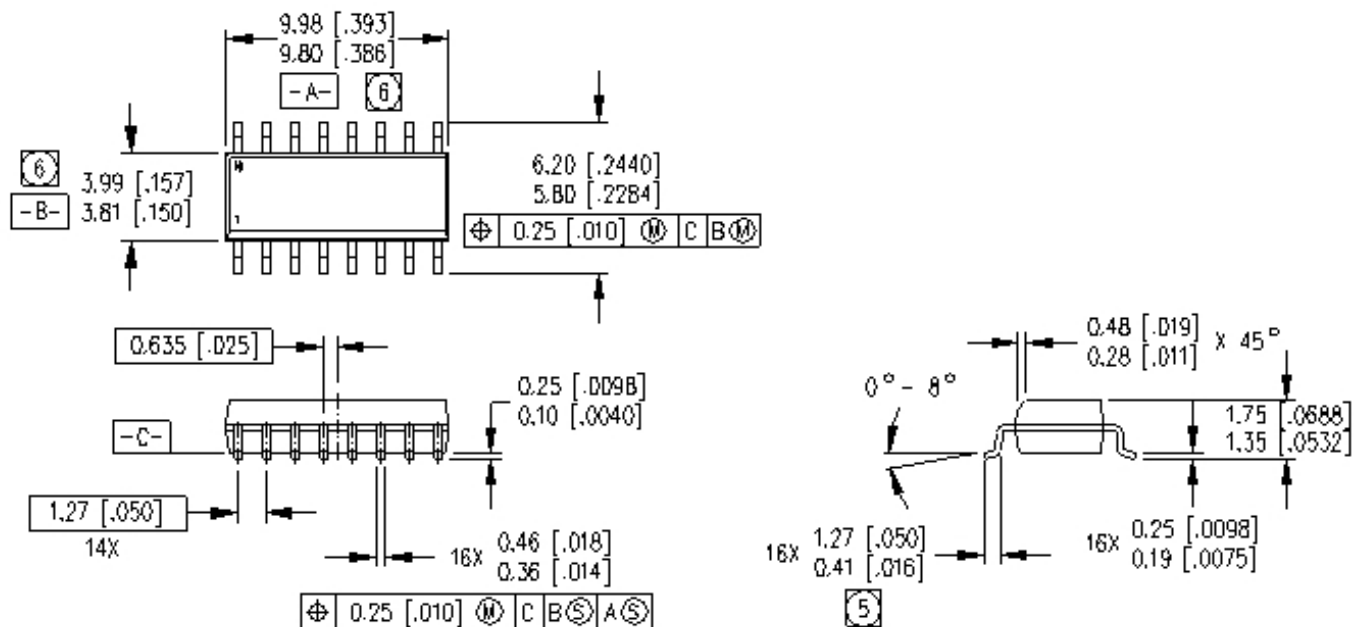 9.98 [.393]
9.80 [.386]
-A- 6
6
3.99 [.157]
-B- 3.81 [.150]
1
6.20 [.2440]
5.80 [.2284]
⌖ 0.25 [.010] Ⓜ C B Ⓜ
0.635 [.025]
0.25 [.0098]
0.10 [.0040]
-C-
1.27 [.050]
14X
16X 0.46 [.018]
0.36 [.014]
⌖ 0.25 [.010] Ⓜ C B Ⓢ A Ⓢ
0.48 [.019]
0.28 [.011] X 45°
0° - 8°
1.75 [.0688]
1.35 [.0532]
16X 1.27 [.050]
0.41 [.016]
5
16X 0.25 [.0098]
0.19 [.0075]